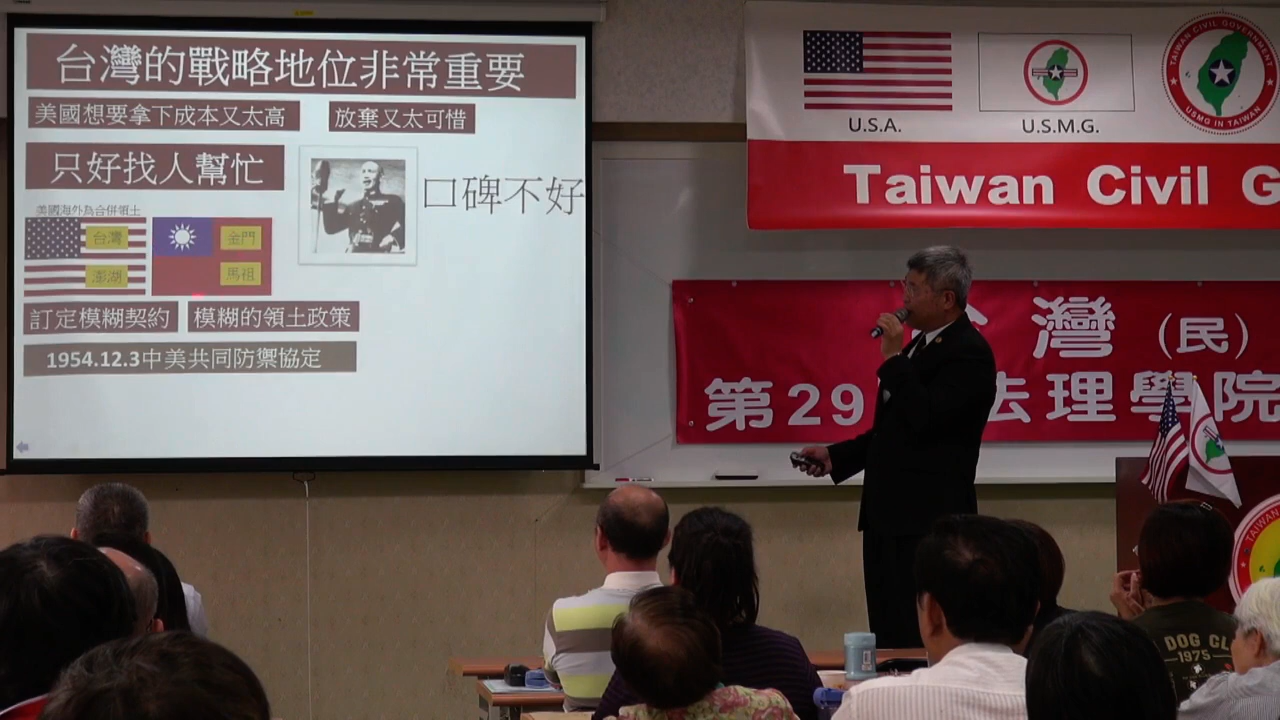 台灣的戰略地位非常重要
美國想要拿下成本又太高
放棄又太可惜
只好找人幫忙
口碑不好
美國海外為合併領土
台灣
澎湖
金門
馬祖
訂定模糊契約
模糊的領土政策
1954.12.3中美共同防禦協定
U.S.A.
U.S.M.G.
TAIWAN CIVIL GOVERNMENT
USMG IN TAIWAN
Taiwan Civil G
灣(民)
第29 法理學院
DOG CL
1975